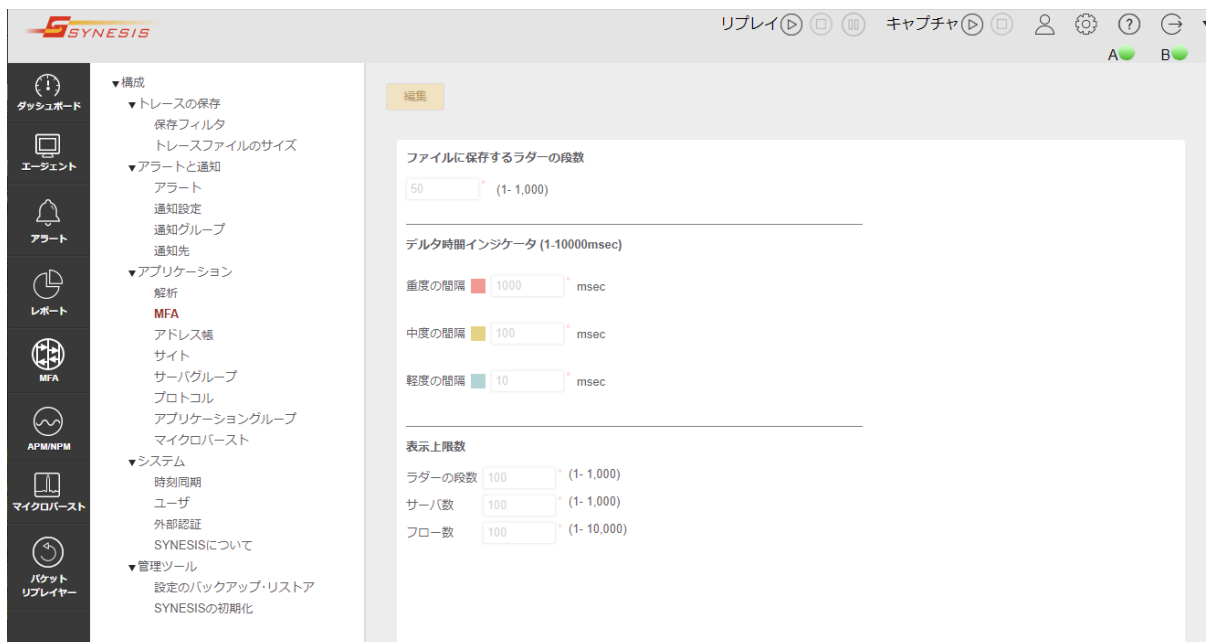 SYNESIS
リプレイ
キャプチャ
A
B
ダッシュボード
エージェント
アラート
レポート
MFA
APM/NPM
マイクロバースト
パケット
リプレイヤー
▼構成
▼トレースの保存
保存フィルタ
トレースファイルのサイズ
▼アラートと通知
アラート
通知設定
通知グループ
通知先
▼アプリケーション
解析
MFA
アドレス帳
サイト
サーバグループ
プロトコル
アプリケーショングループ
マイクロバースト
▼システム
時刻同期
ユーザ
外部認証
SYNESISについて
▼管理ツール
設定のバックアップ・リストア
SYNESISの初期化
編集
ファイルに保存するラダーの段数
50 * (1- 1,000)
デルタ時間インジケータ (1-10000msec)
重度の間隔 1000 * msec
中度の間隔 100 * msec
軽度の間隔 10 * msec
表示上限数
ラダーの段数 100 * (1- 1,000)
サーバ数 100 * (1- 1,000)
フロー数 100 * (1- 10,000)